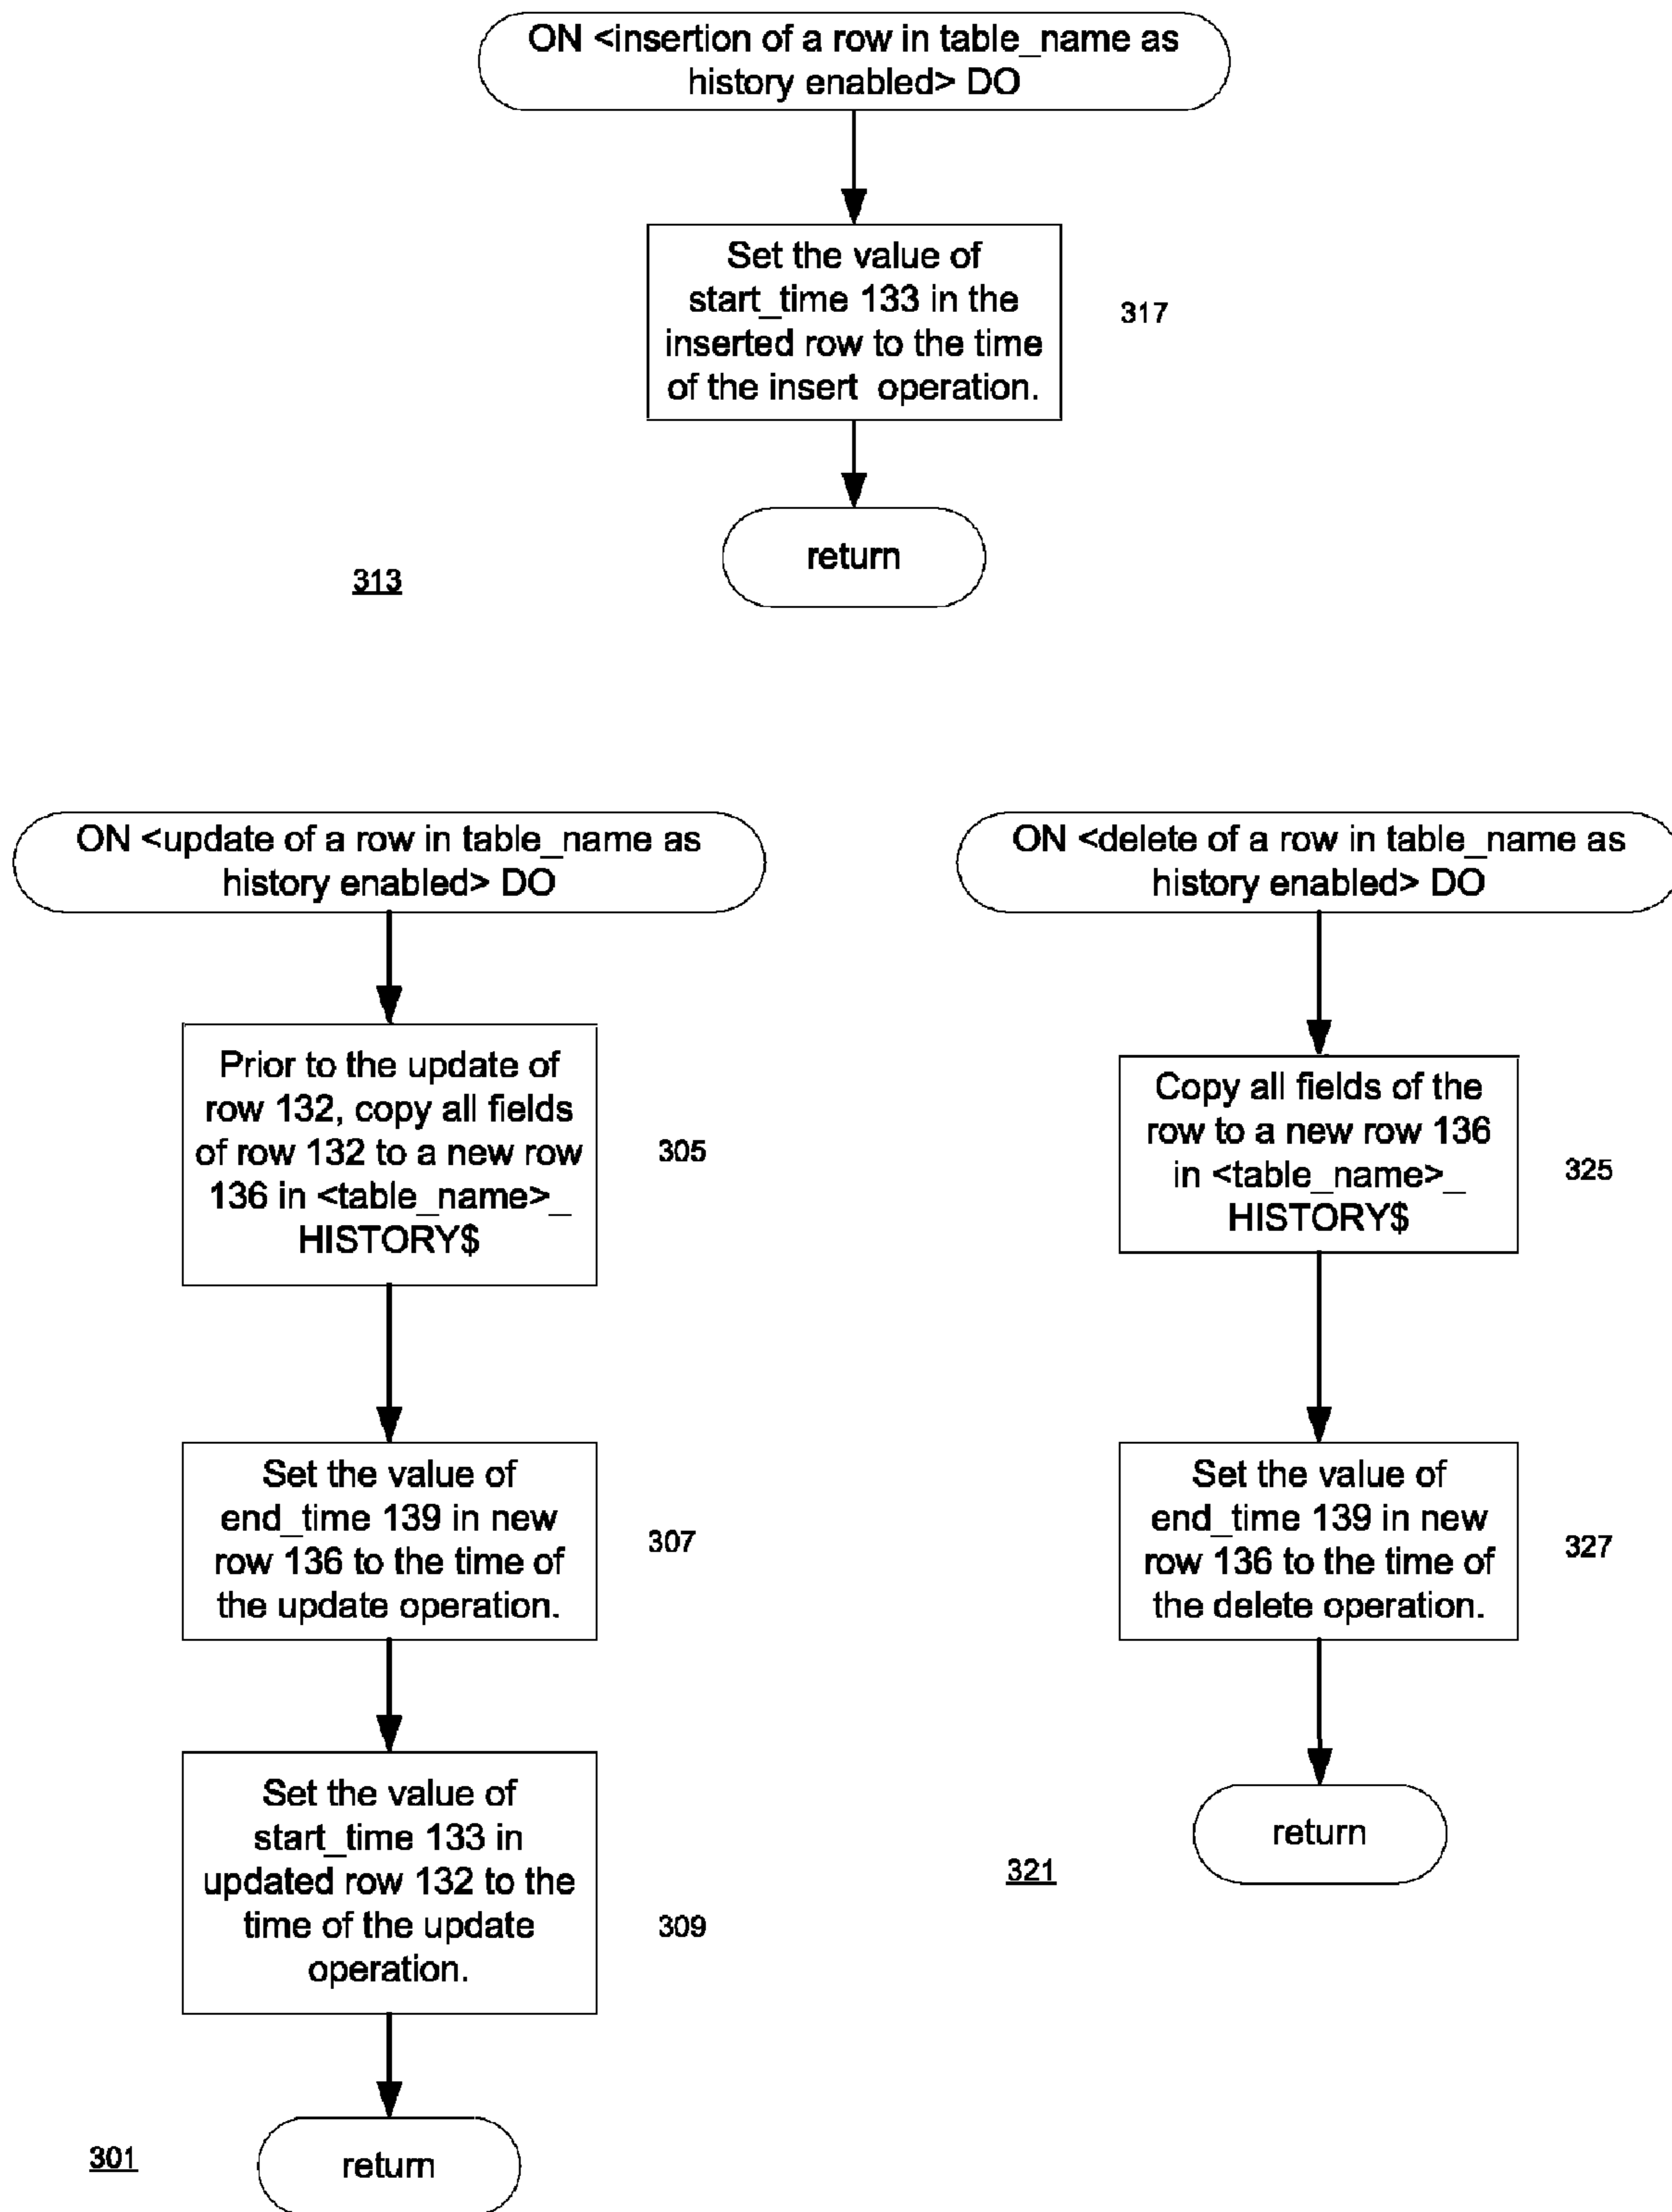 ON <insertion of a row in table_name as
history enabled> DO
Set the value of
start_time 133 in the
inserted row to the time
of the insert operation.
317
return
313
ON <update of a row in table_name as
history enabled> DO
Prior to the update of
row 132, copy all fields
of row 132 to a new row
136 in <table_name>_
HISTORY$
305
Set the value of
end_time 139 in new
row 136 to the time of
the update operation.
307
Set the value of
start_time 133 in
updated row 132 to the
time of the update
operation.
309
return
301
ON <delete of a row in table_name as
history enabled> DO
Copy all fields of the
row to a new row 136
in <table_name>_
HISTORY$
325
Set the value of
end_time 139 in new
row 136 to the time of
the delete operation.
327
return
321